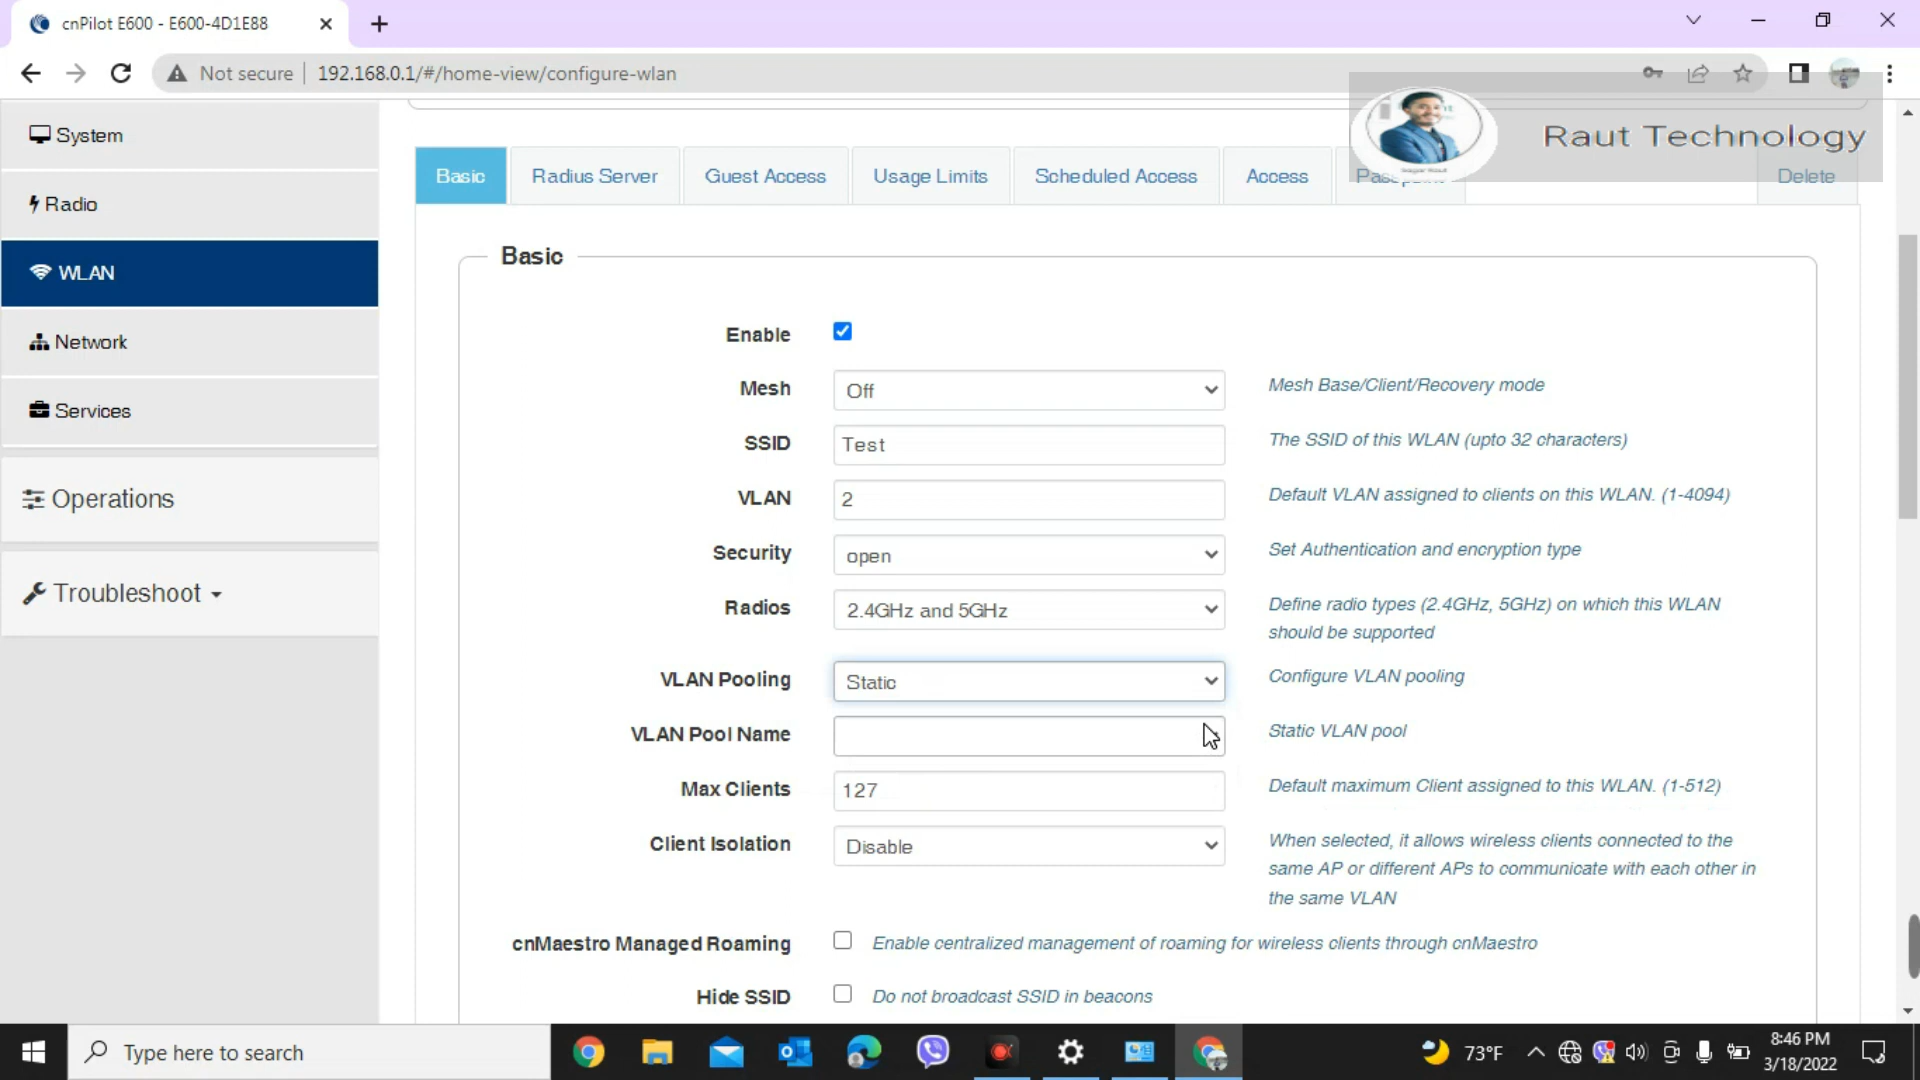 cnPilot E600 - E600-4D1E88
Not secure
192.168.0.1/#/home-view/configure-wlan
Raut Technology
System
Radio
WLAN
Network
Services
Operations
Troubleshoot
Basic
Radius Server
Guest Access
Usage Limits
Scheduled Access
Access
Delete
Basic
Enable
Mesh
Off
Mesh Base/Client/Recovery mode
SSID
Test
The SSID of this WLAN (upto 32 characters)
VLAN
2
Default VLAN assigned to clients on this WLAN. (1-4094)
Security
open
Set Authentication and encryption type
Radios
2.4GHz and 5GHz
Define radio types (2.4GHz, 5GHz) on which this WLAN
should be supported
VLAN Pooling
Static
Configure VLAN pooling
VLAN Pool Name
Static VLAN pool
Max Clients
127
Default maximum Client assigned to this WLAN. (1-512)
Client Isolation
Disable
When selected, it allows wireless clients connected to the
same AP or different APs to communicate with each other in
the same VLAN
cnMaestro Managed Roaming
Enable centralized management of roaming for wireless clients through cnMaestro
Hide SSID
Do not broadcast SSID in beacons
Type here to search
73°F
8:46 PM
3/18/2022